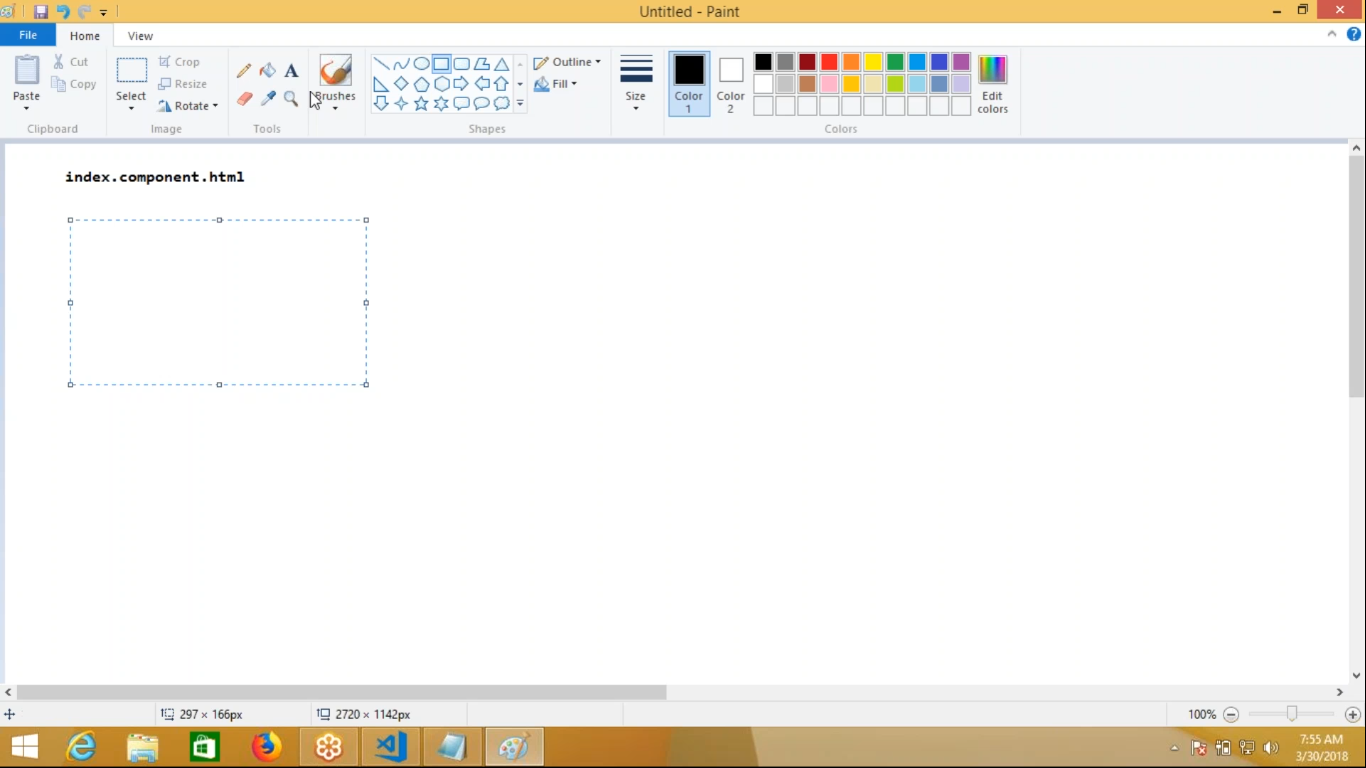 Untitled - Paint
File Home View
Paste
Cut
Copy
Clipboard
Select
Crop
Resize
Rotate
Image
Tools
Brushes
Shapes
Outline
Fill
Size
Color 1
Color 2
Edit colors
Colors
index.component.html
297 × 166px
2720 × 1142px
100%
7:55 AM
3/30/2018